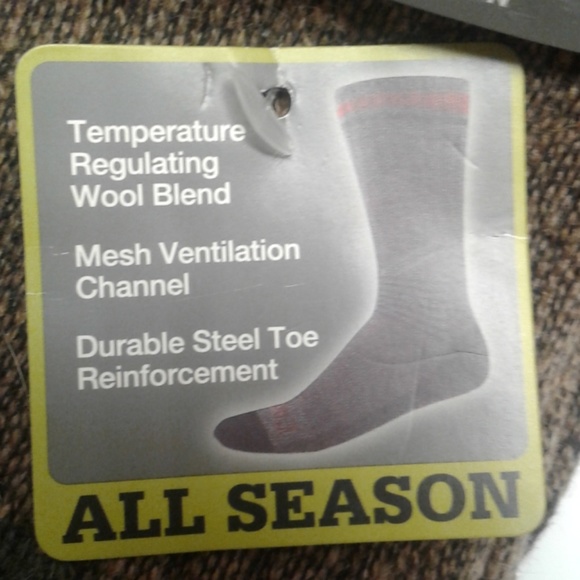 Temperature
Regulating
Wool Blend
Mesh Ventilation
Channel
Durable Steel Toe
Reinforcement
ALL SEASON